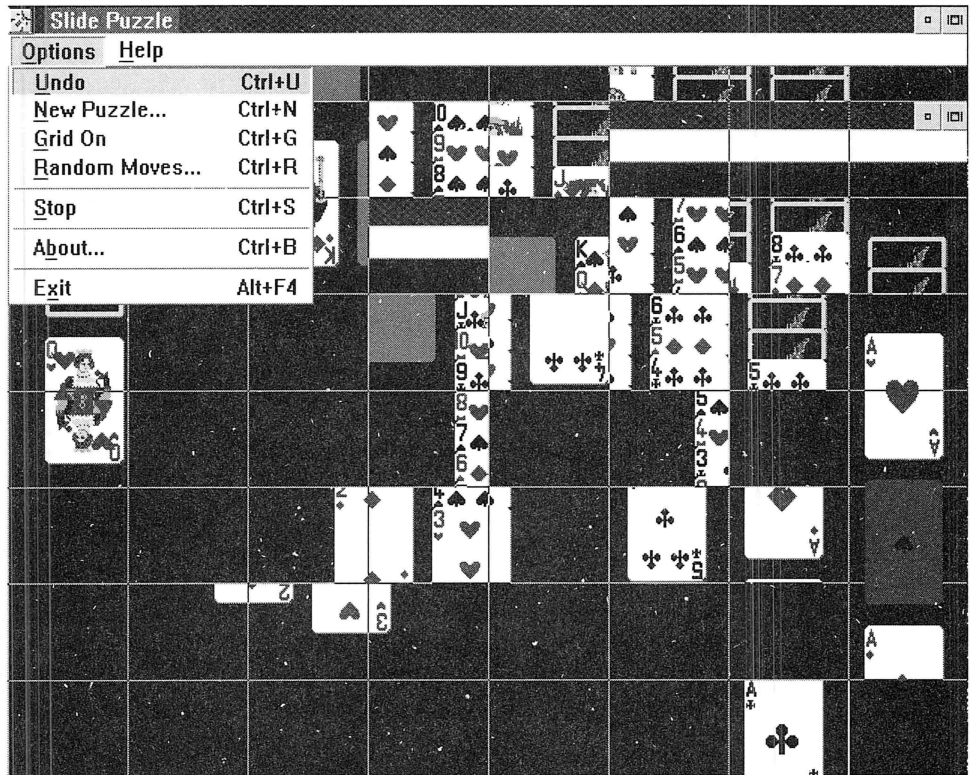 Slide Puzzle
Options Help
Undo Ctrl+U
New Puzzle... Ctrl+N
Grid On Ctrl+G
Random Moves... Ctrl+R
Stop Ctrl+S
About... Ctrl+B
Exit Alt+F4